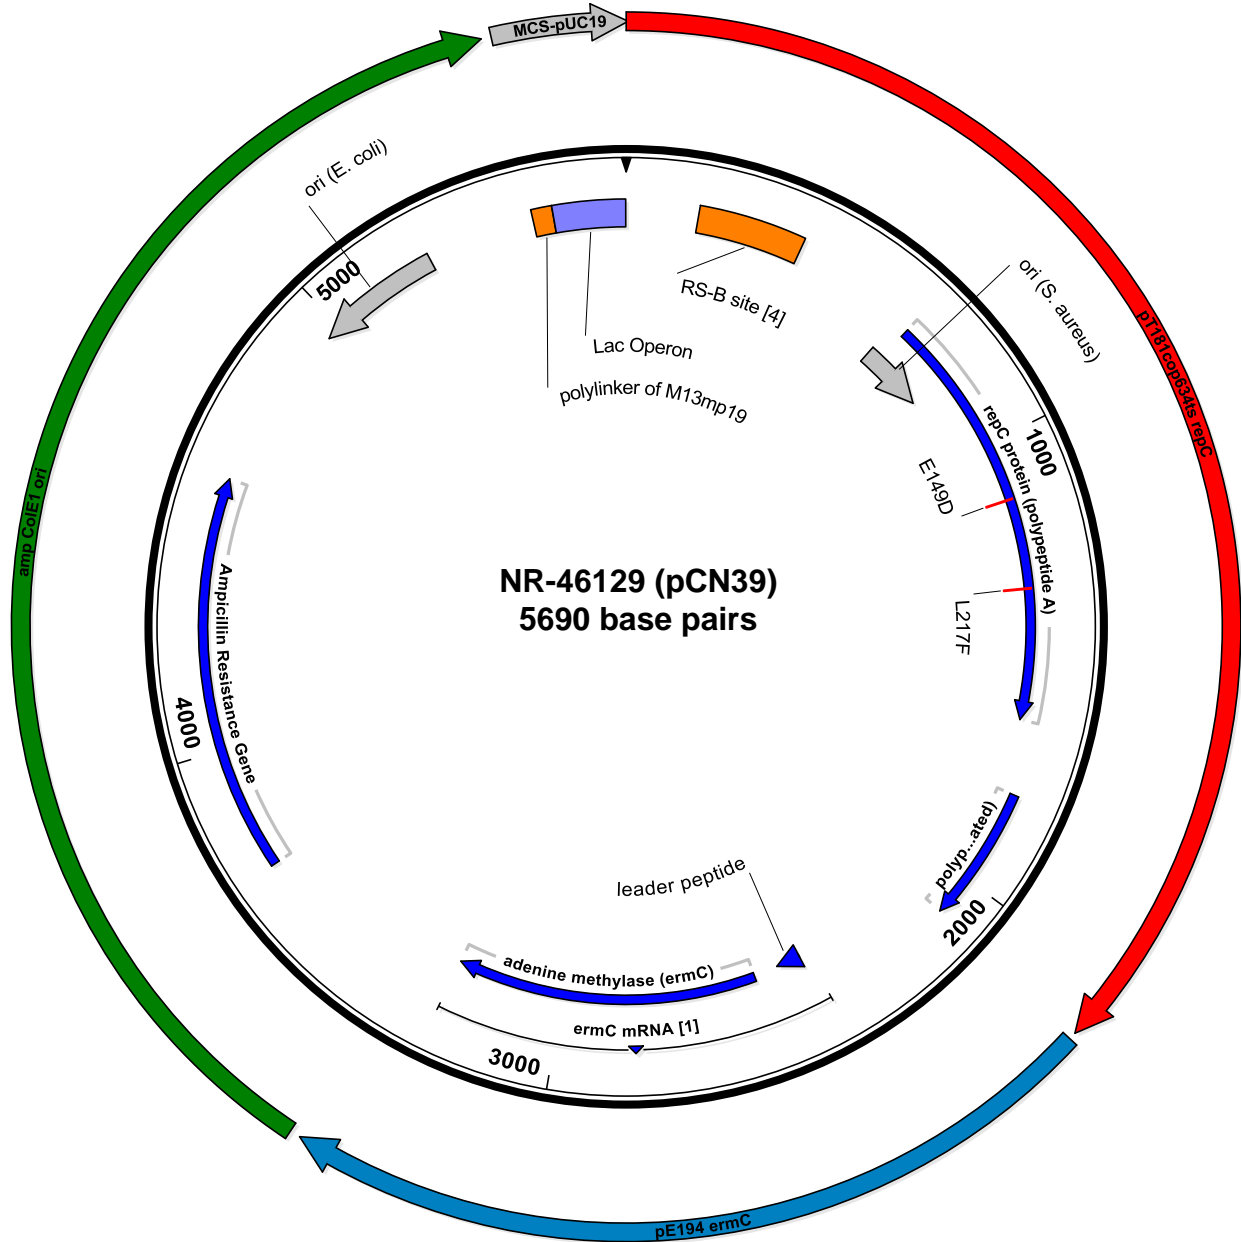 MCS-pUC19
ori (E. coli)
5000
RS-B site [4]
ori (S. aureus)
Lac Operon
polylinker of M13mp19
pT181cop634ts repC
repC protein (polypeptide A)
1000
E149D
amp ColE1 ori
NR-46129 (pCN39)
5690 base pairs
L217F
Ampicillin Resistance Gene
4000
polyp...ated)
leader peptide
2000
adenine methylase (ermC)
ermC mRNA [1]
3000
pE194 ermC